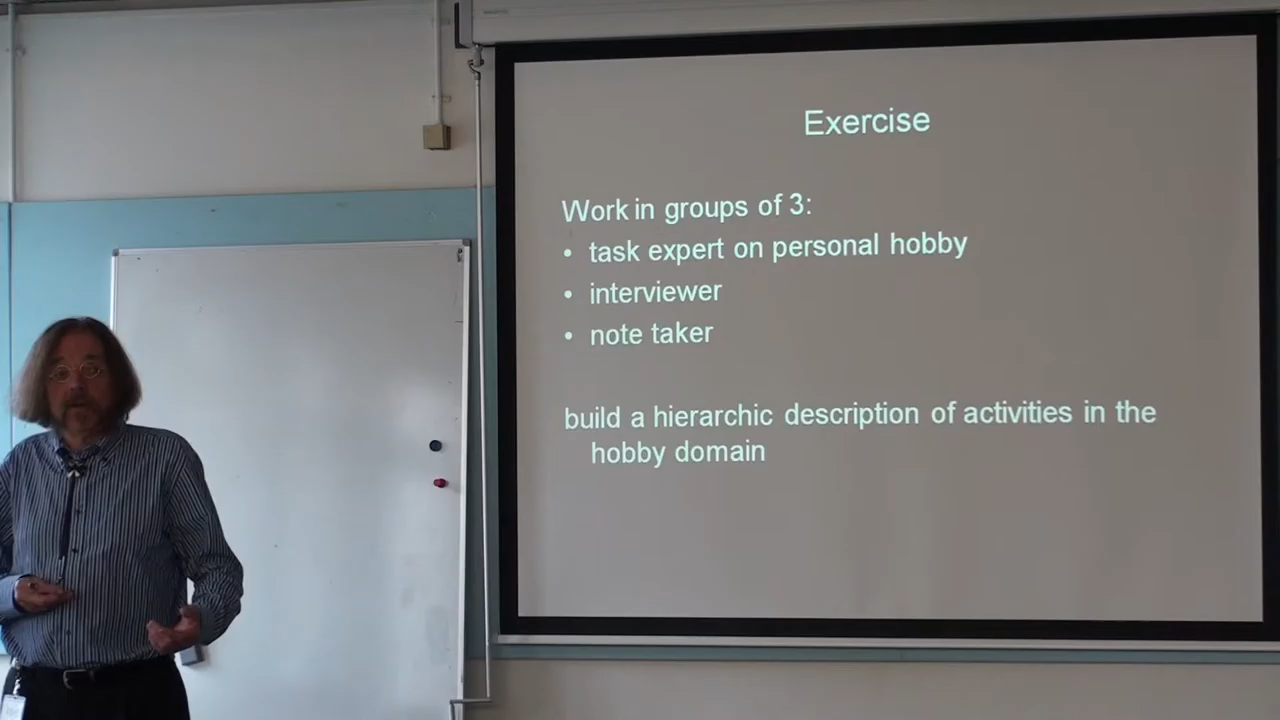 Exercise
Work in groups of 3:
• task expert on personal hobby
• interviewer
• note taker
build a hierarchic description of activities in the
hobby domain